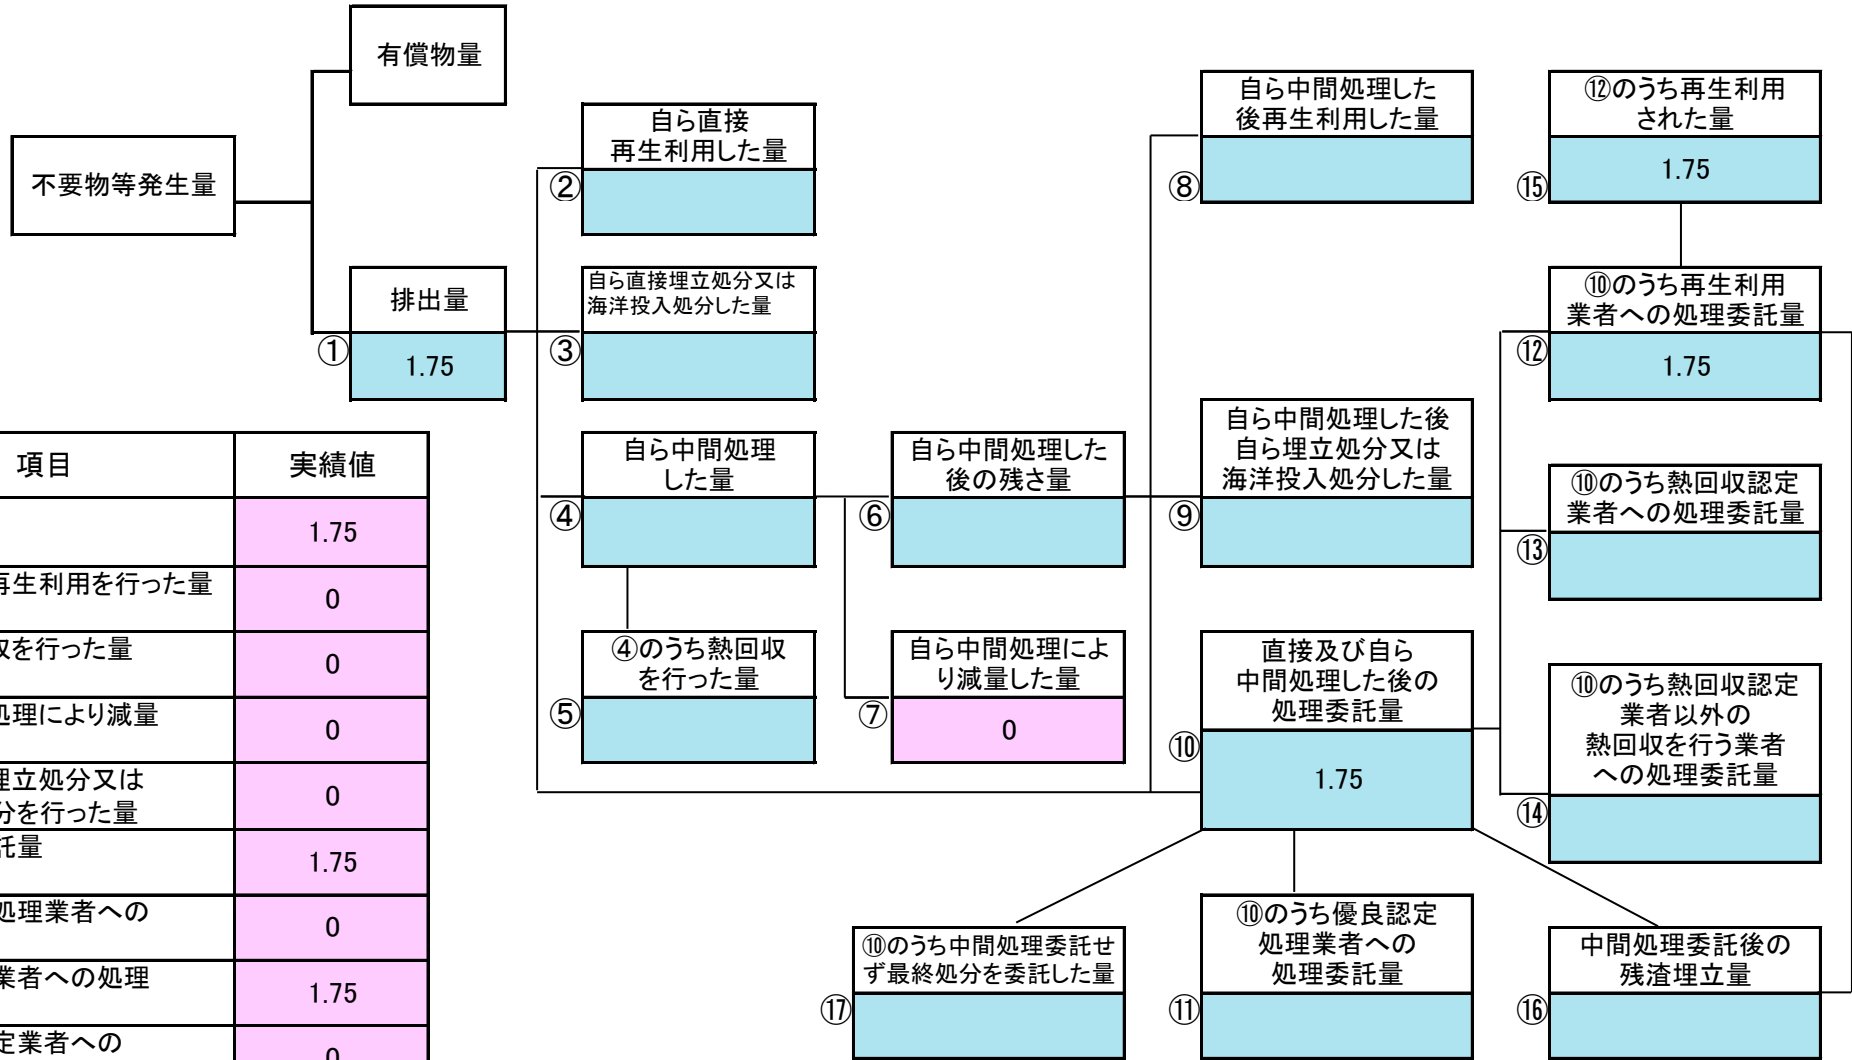 有償物量
不要物等発生量
排出量
①
1.75
自ら直接
再生利用した量
②
自ら直接埋立処分又は
海洋投入処分した量
③
自ら中間処理
した量
④
④のうち熱回収
を行った量
⑤
自ら中間処理した
後の残さ量
⑥
自ら中間処理によ
り減量した量
⑦
0
自ら中間処理した
後再生利用した量
⑧
自ら中間処理した後
自ら埋立処分又は
海洋投入処分した量
⑨
直接及び自ら
中間処理した後の
処理委託量
⑩
1.75
⑩のうち優良認定
処理業者への
処理委託量
⑪
⑫のうち再生利用
された量
1.75
⑮
⑩のうち再生利用
業者への処理委託量
⑫
1.75
⑩のうち熱回収認定
業者への処理委託量
⑬
⑩のうち熱回収認定
業者以外の
熱回収を行う業者
への処理委託量
⑭
中間処理委託後の
残渣埋立量
⑯
⑩のうち中間処理委託せ
ず最終処分を委託した量
⑰
項目 実績値
1.75
再生利用を行った量 0
を行った量 0
処理により減量 0
埋立処分又は
分を行った量 0
託量 1.75
処理業者への 0
業者への処理 1.75
定業者への 0